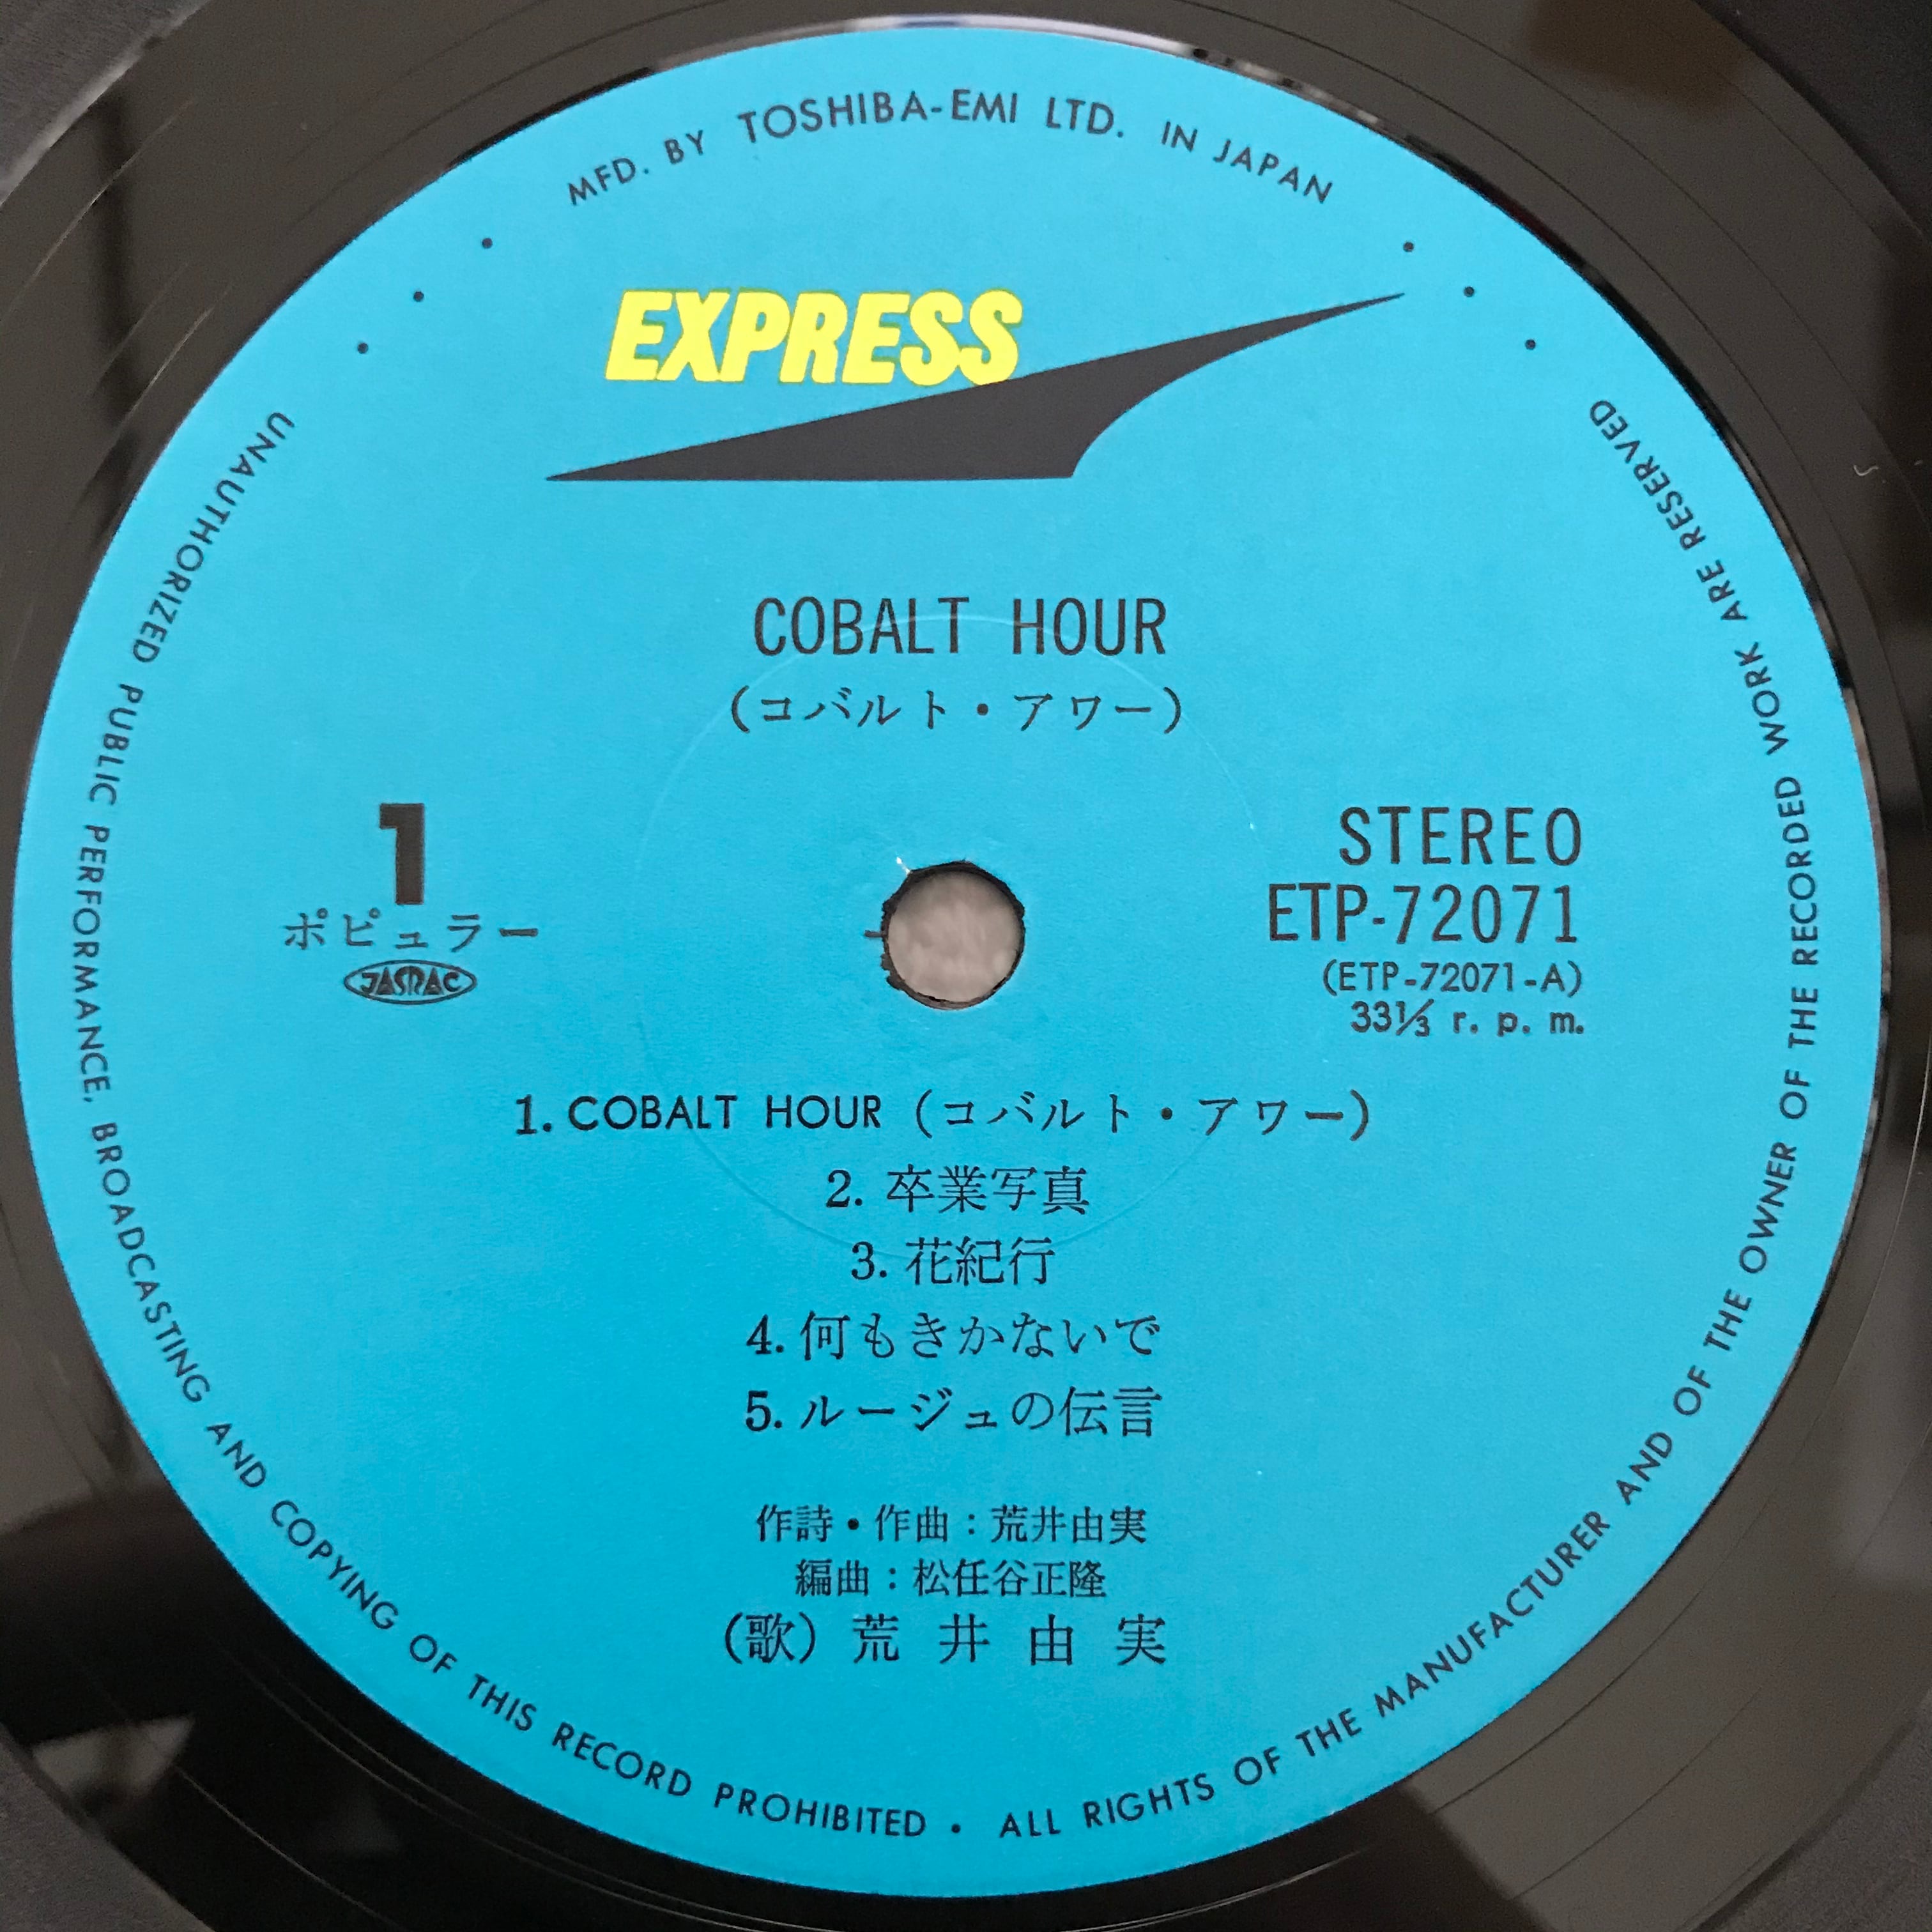 MFD. BY TOSHIBA-EMI LTD. IN JAPAN
EXPRESS
COBALT HOUR
(コバルト・アワー)
1
ポピュラー
JASRAC
STEREO
ETP-72071
(ETP-72071-A)
33⅓ r. p. m.
1. COBALT HOUR (コバルト・アワー)
2. 卒業写真
3. 花紀行
4. 何もきかないで
5. ルージュの伝言
作詩・作曲：荒井由実
編曲：松任谷正隆
(歌) 荒 井 由 実
UNAUTHORIZED PUBLIC PERFORMANCE, BROADCASTING AND COPYING OF THIS RECORD PROHIBITED • ALL RIGHTS OF THE MANUFACTURER AND OF THE OWNER OF THE RECORDED WORK ARE RESERVED